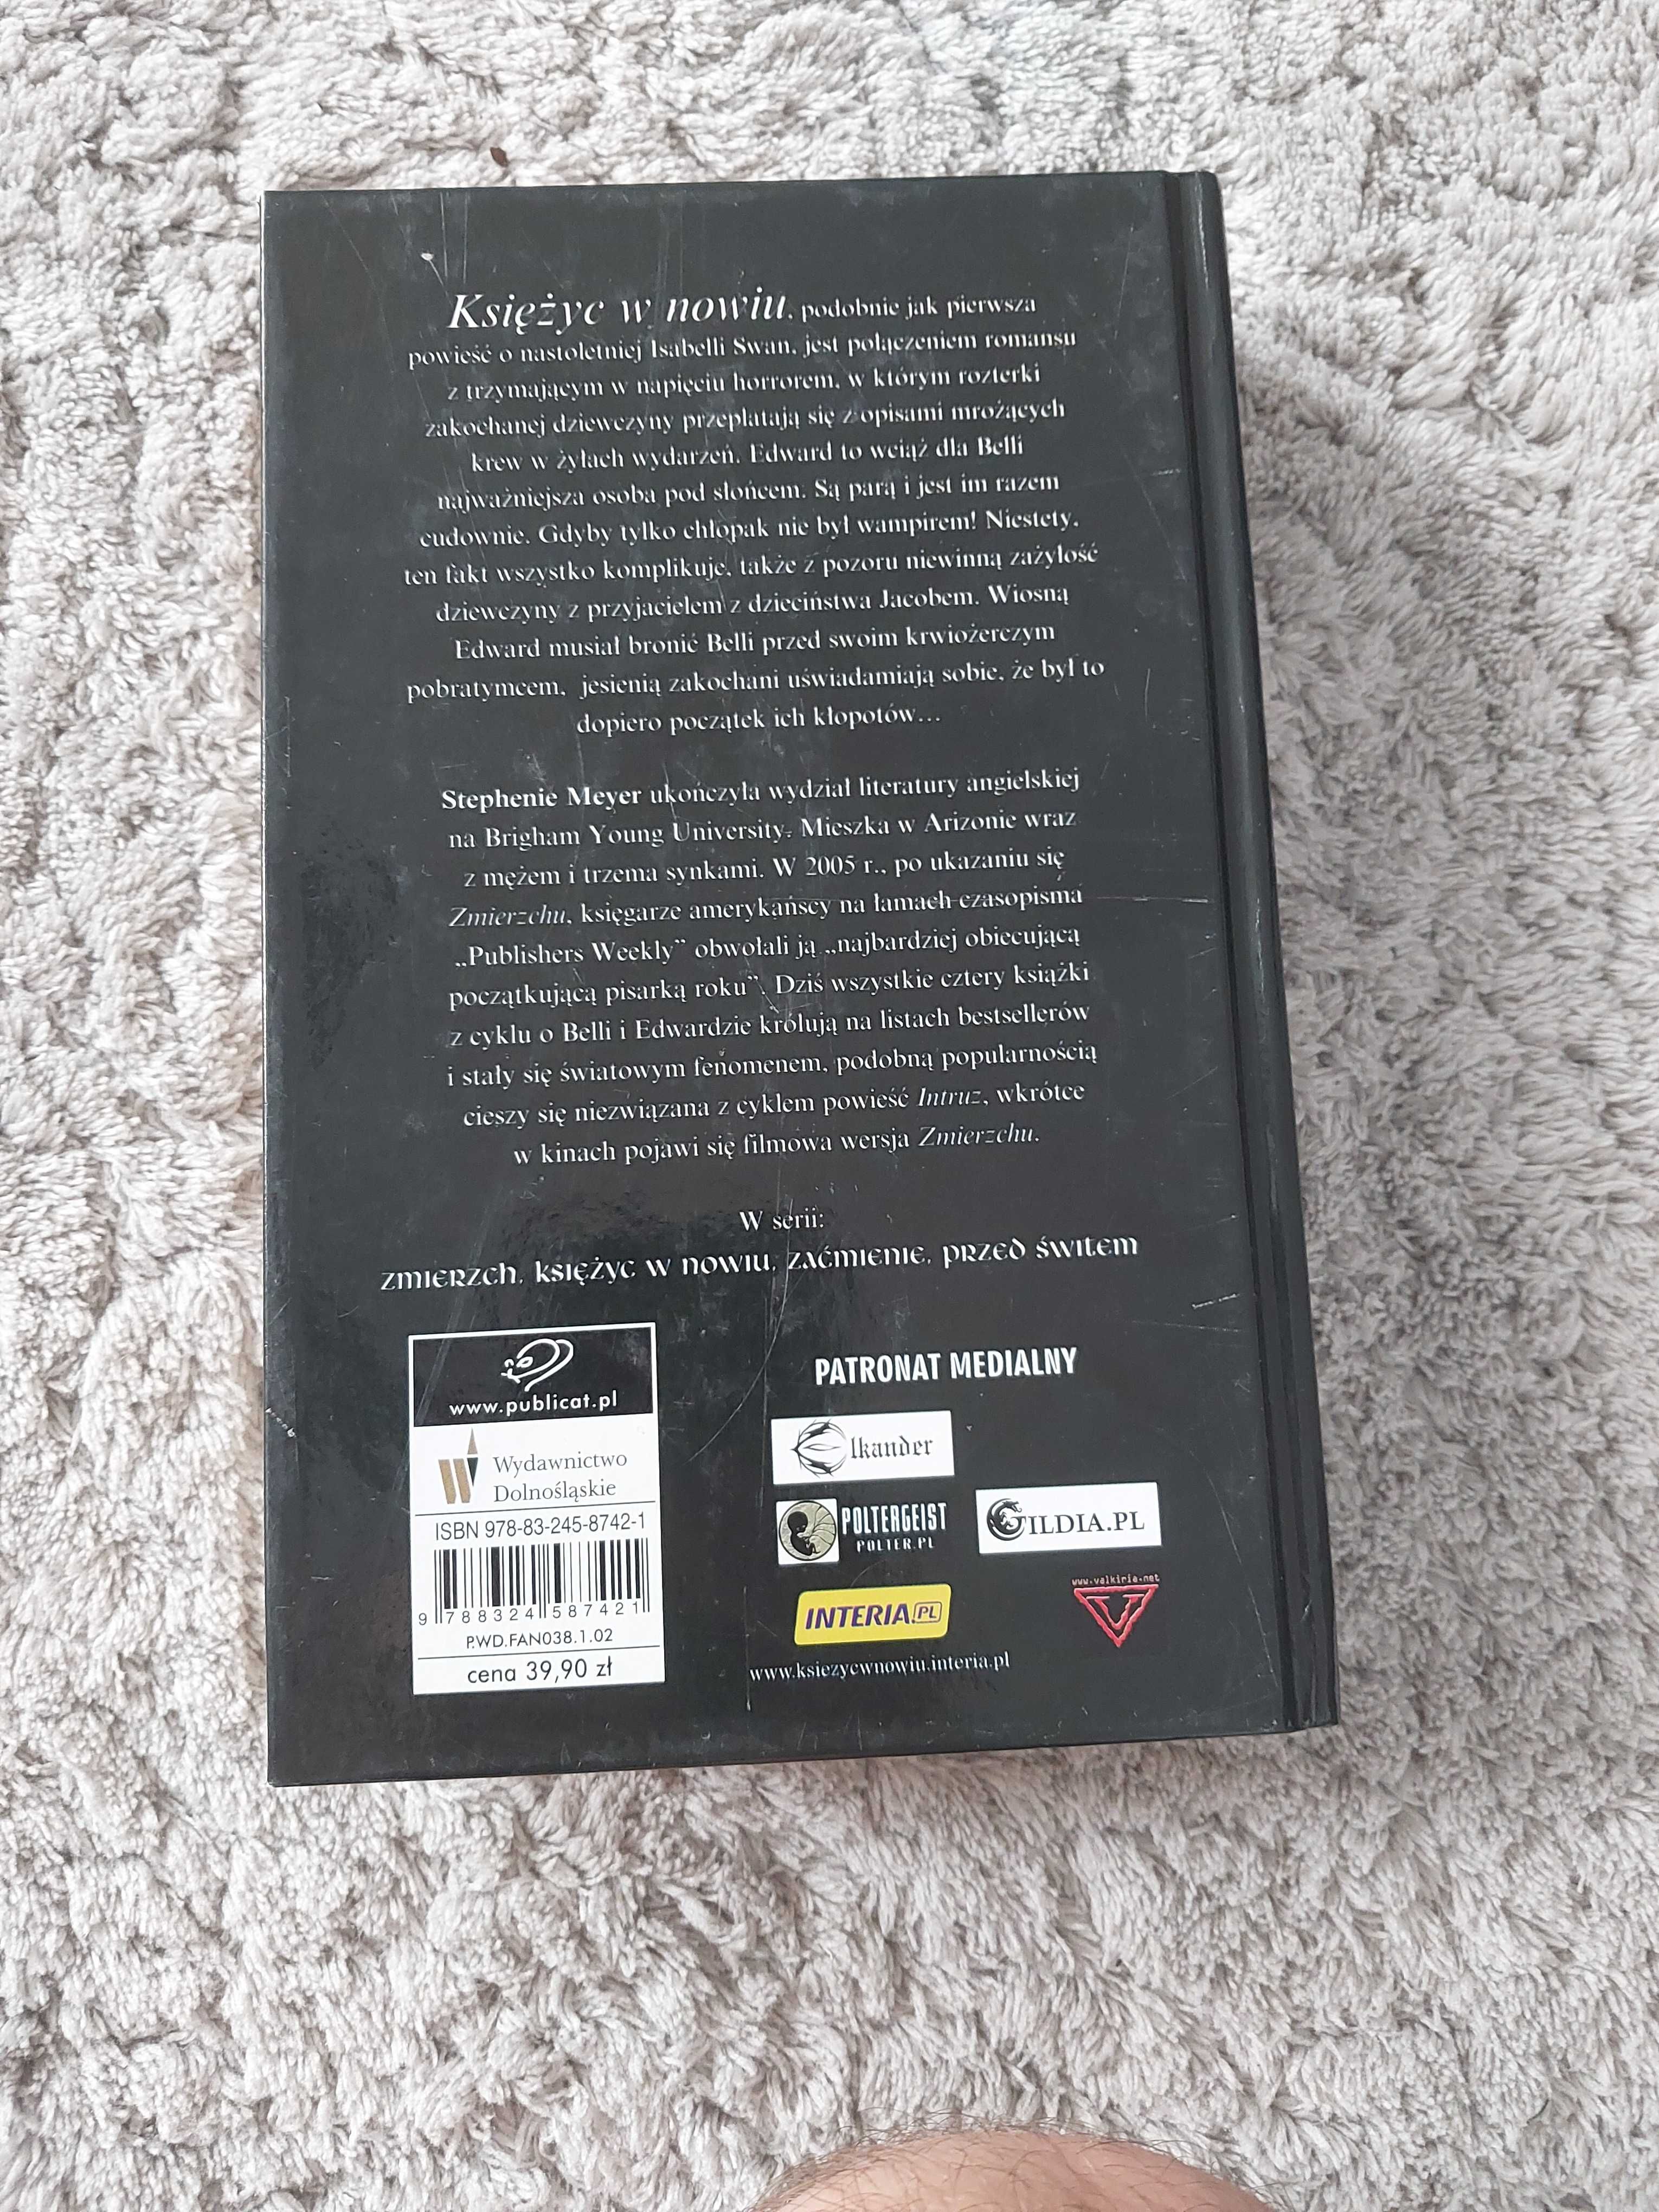 Księżyc w nowiu, podobnie jak pierwsza
powieść o nastoletniej Isabelli Swan, jest połączeniem romansu
z trzymającym w napięciu horrorem, w którym rozterki
zakochanej dziewczyny przeplatają się z opisami mrożących
krew w żyłach wydarzeń. Edward to wciąż dla Belli
najważniejsza osoba pod słońcem. Są parą i jest im razem
cudownie. Gdyby tylko chłopak nie był wampirem! Niestety,
ten fakt wszystko komplikuje, także z pozoru niewinną zażyłość
dziewczyny z przyjacielem z dzieciństwa Jacobem. Wiosną
Edward musiał bronić Belli przed swoim krwiożerczym
pobratymcem, jesienią zakochani uświadamiają sobie, że był to
dopiero początek ich kłopotów...
Stephenie Meyer ukończyła wydział literatury angielskiej
na Brigham Young University. Mieszka w Arizonie wraz
z mężem i trzema synkami. W 2005 r., po ukazaniu się
Zmierzchu, księgarze amerykańscy na łamach czasopisma
„Publishers Weekly” obwołali ją „najbardziej obiecującą
początkującą pisarką roku”. Dziś wszystkie cztery książki
z cyklu o Belli i Edwardzie królują na listach bestsellerów
i stały się światowym fenomenem, podobną popularnością
cieszy się niezwiązana z cyklem powieść Intruz, wkrótce
w kinach pojawi się filmowa wersja Zmierzchu.
W serii:
zmierzch, księżyc w nowiu, zaćmienie, przed świtem
www.publicat.pl
Wydawnictwo
Dolnośląskie
ISBN 978-83-245-8742-1
9 788324 587421
P.WD.FAN038.1.02
cena 39,90 zł
PATRONAT MEDIALNY
Elkander
POLTERGEIST
POLTER.PL
GILDIA.PL
INTERIA.PL
www.valkiria.net
V
www.ksiezycwnowiu.interia.pl